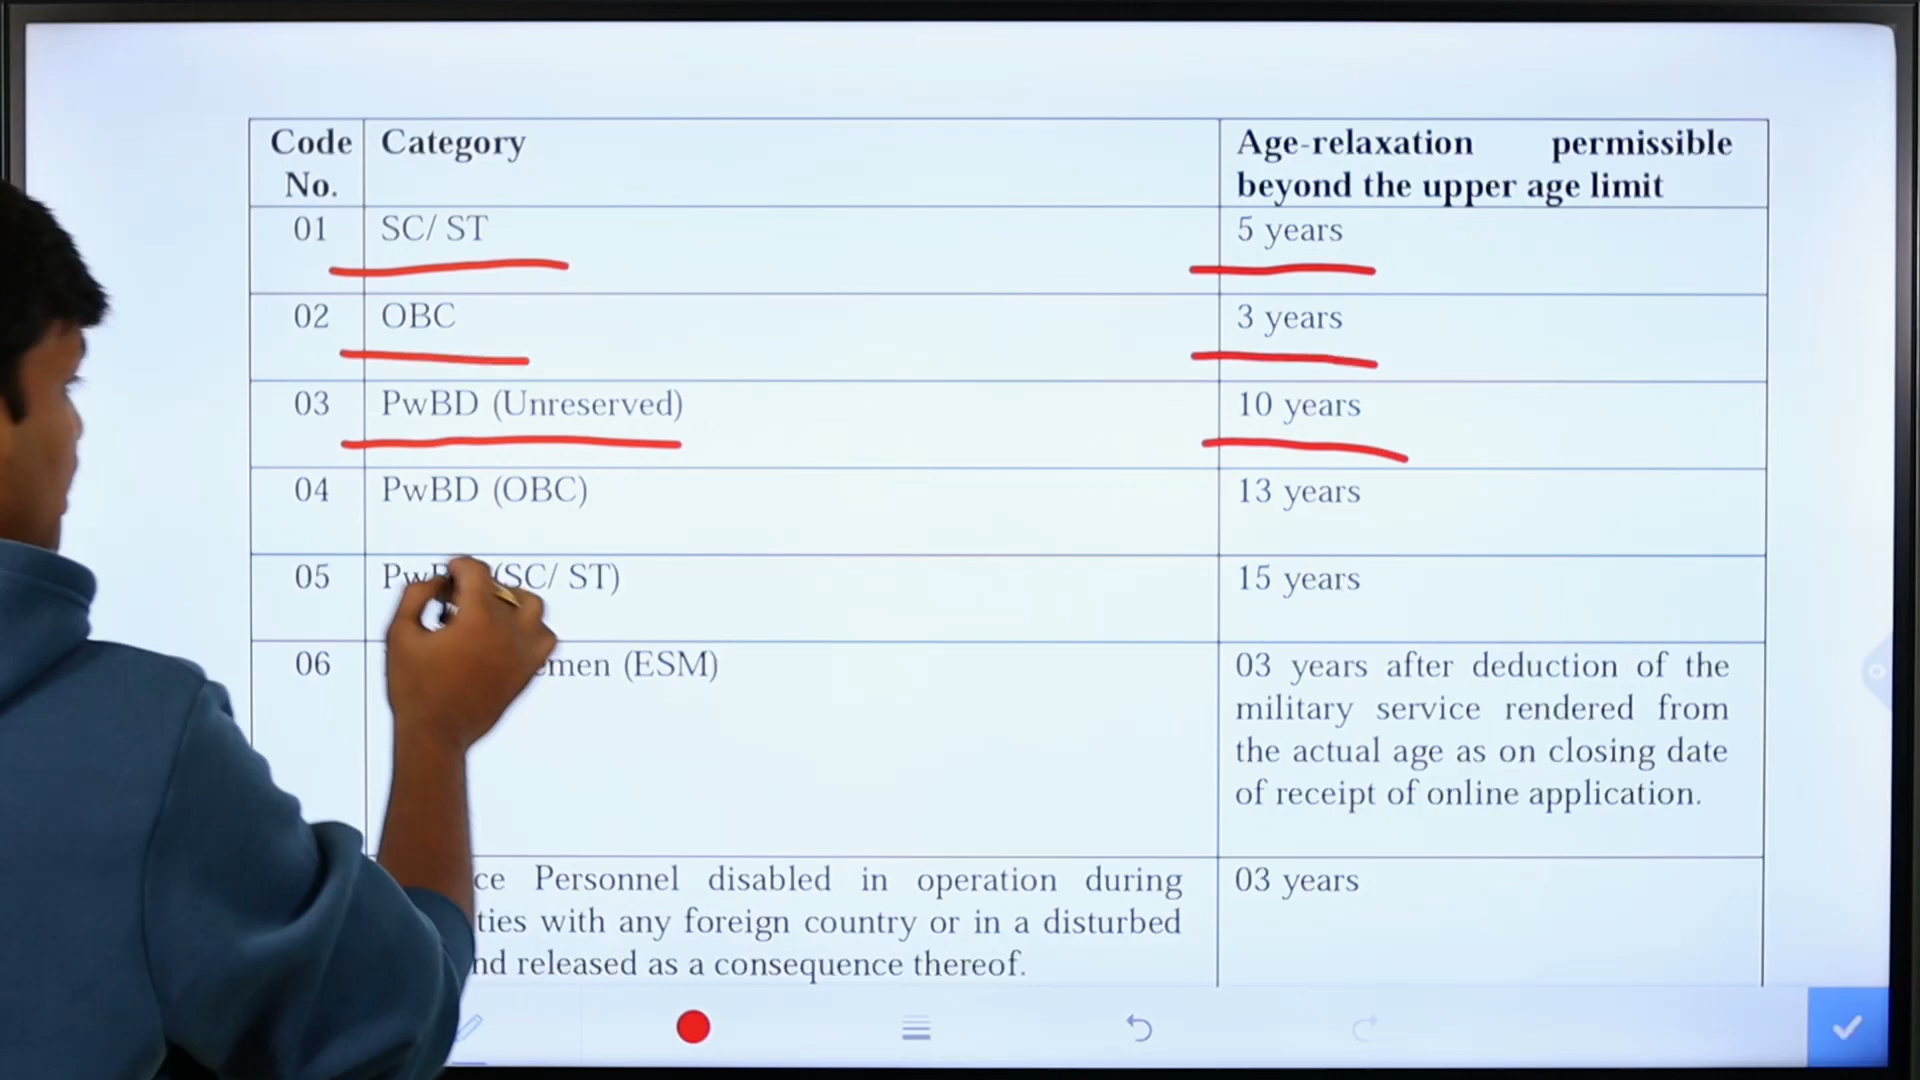 Code Category Age-relaxation permissible
No. beyond the upper age limit
01 SC/ ST 5 years
02 OBC 3 years
03 PwBD (Unreserved) 10 years
04 PwBD (OBC) 13 years
05 (SC/ ST) 15 years
06 (ESM) 03 years after deduction of the
military service rendered from
the actual age as on closing date
of receipt of online application.
Personnel disabled in operation during 03 years
with any foreign country or in a disturbed
released as a consequence thereof.